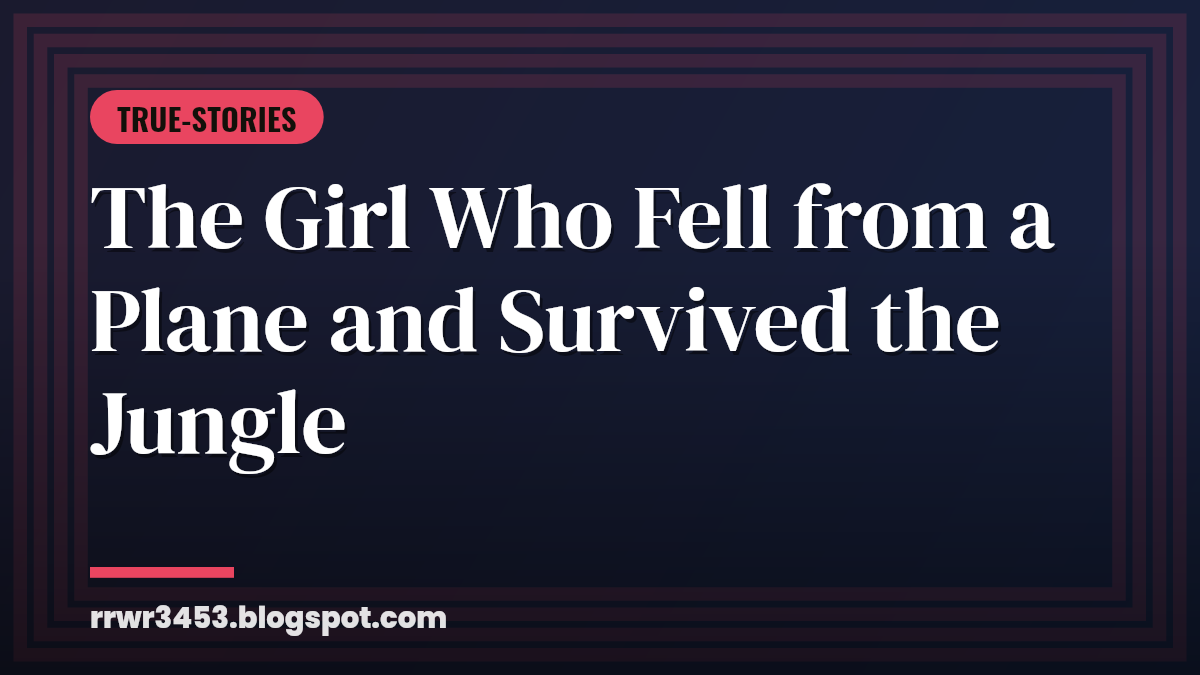 TRUE-STORIES
The Girl Who Fell from a
Plane and Survived the
Jungle
rrwr3453.blogspot.com